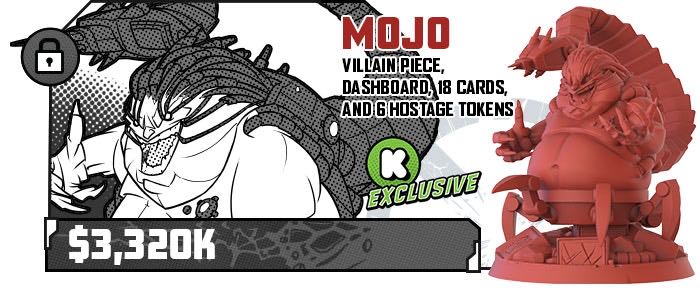 MOJO
VILLAIN PIECE,
DASHBOARD, 18 CARDS,
AND 6 HOSTAGE TOKENS
K
EXCLUSIVE
$3,320K